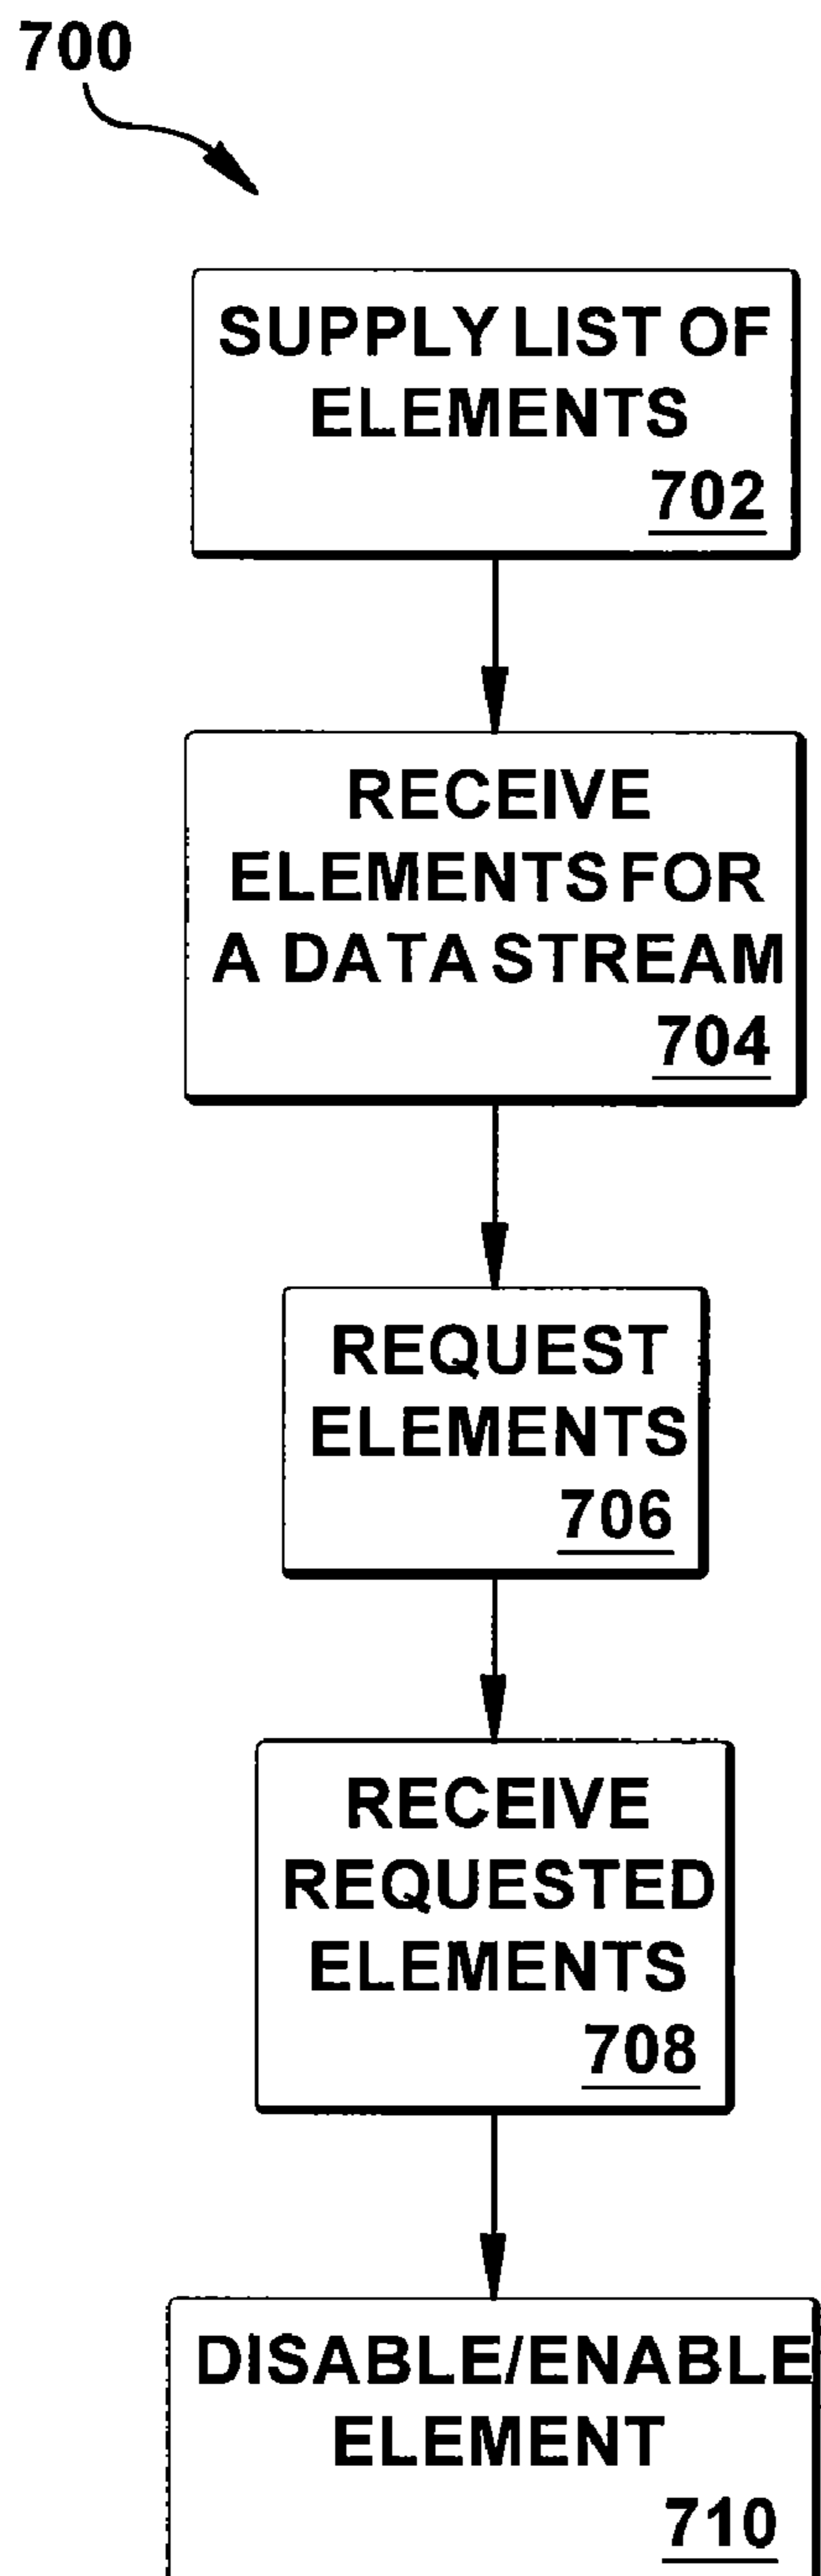 700
SUPPLY LIST OF
ELEMENTS
702
RECEIVE
ELEMENTS FOR
A DATA STREAM
704
REQUEST
ELEMENTS
706
RECEIVE
REQUESTED
ELEMENTS
708
DISABLE/ENABLE
ELEMENT
710